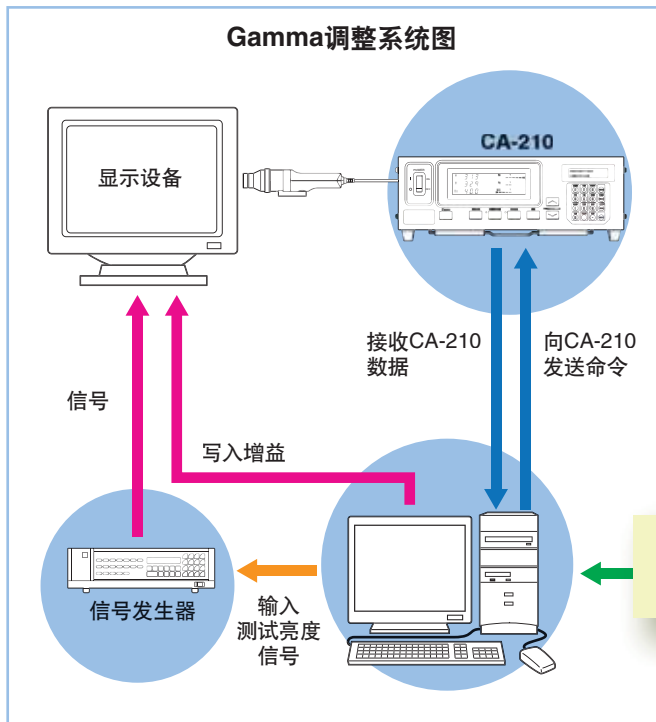 Gamma调整系统图
CA-210
显示设备
接收CA-210
数据
向CA-210
发送命令
信号
写入增益
信号发生器
输入
测试亮度
信号